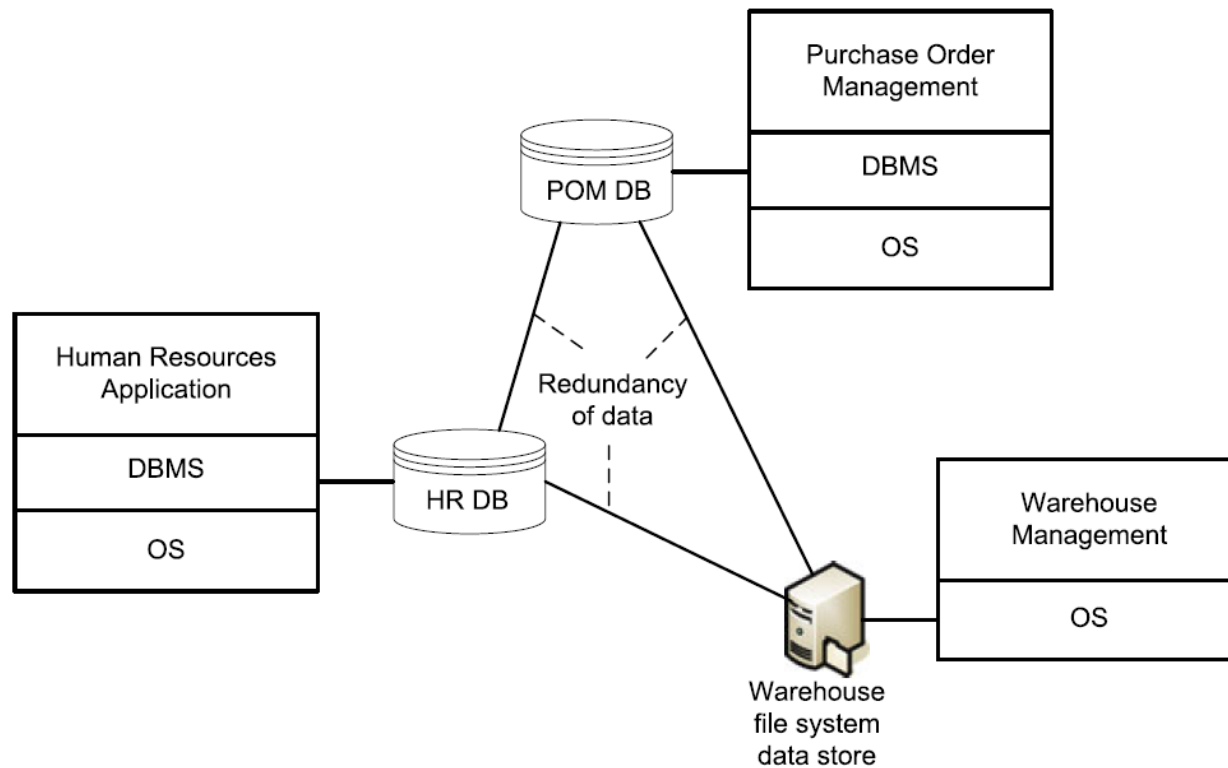 Purchase Order
Management
DBMS
OS
POM DB
Human Resources
Application
DBMS
OS
Redundancy
of data
HR DB
Warehouse
Management
OS
Warehouse
file system
data store